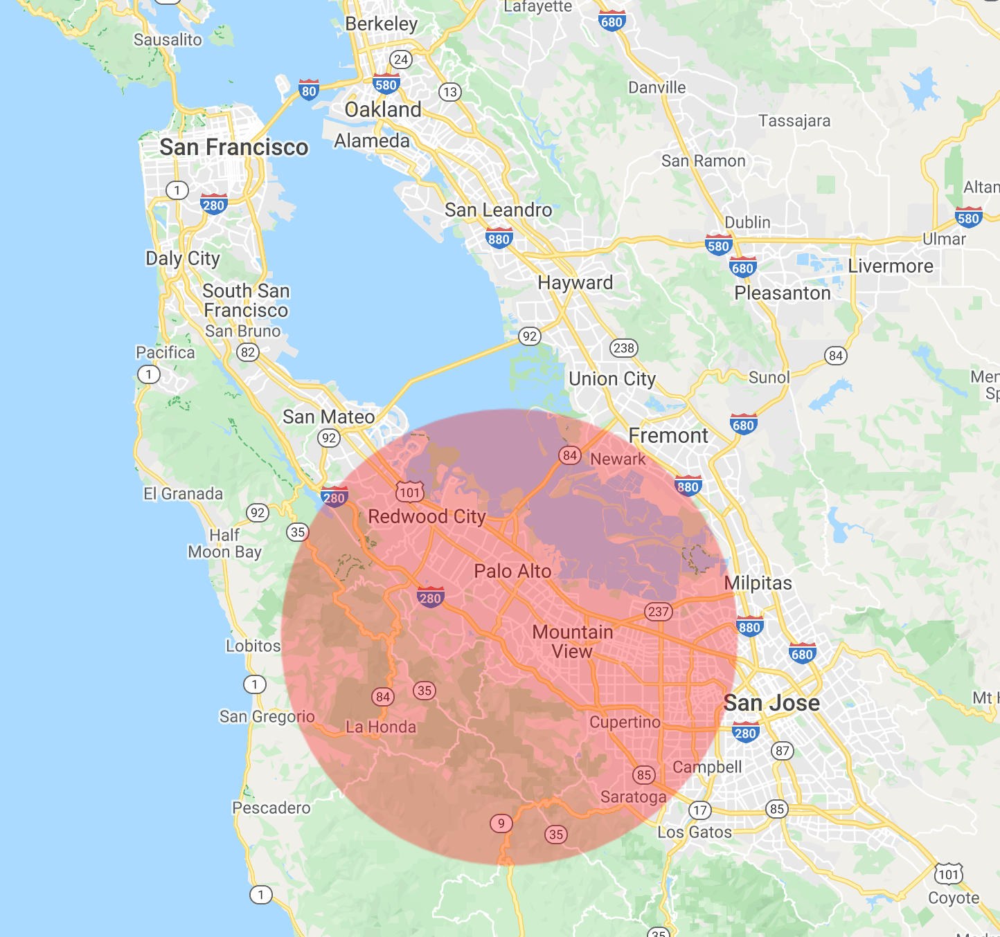 Lafayette
680
Berkeley
Sausalito
24
580
80
13
Danville
Oakland
Tassajara
Alameda
San Francisco
San Ramon
1
Altam
280
San Leandro
580
Dublin
880
Ulmar
580
Daly City
680
Livermore
Hayward
South San
Francisco
Pleasanton
San Bruno
92
238
Pacifica
82
84
1
Union City
Sunol
Men
Sp
San Mateo
680
92
Fremont
84
Newark
880
El Granada
101
280
92
Redwood City
35
Half
Moon Bay
Palo Alto
Milpitas
280
237
880
Mountain
View
Lobitos
680
1
35
84
Mt H
San Jose
San Gregorio
Cupertino
La Honda
280
87
Campbell
85
Saratoga
Pescadero
17
85
9
35
Los Gatos
101
1
Coyote
35